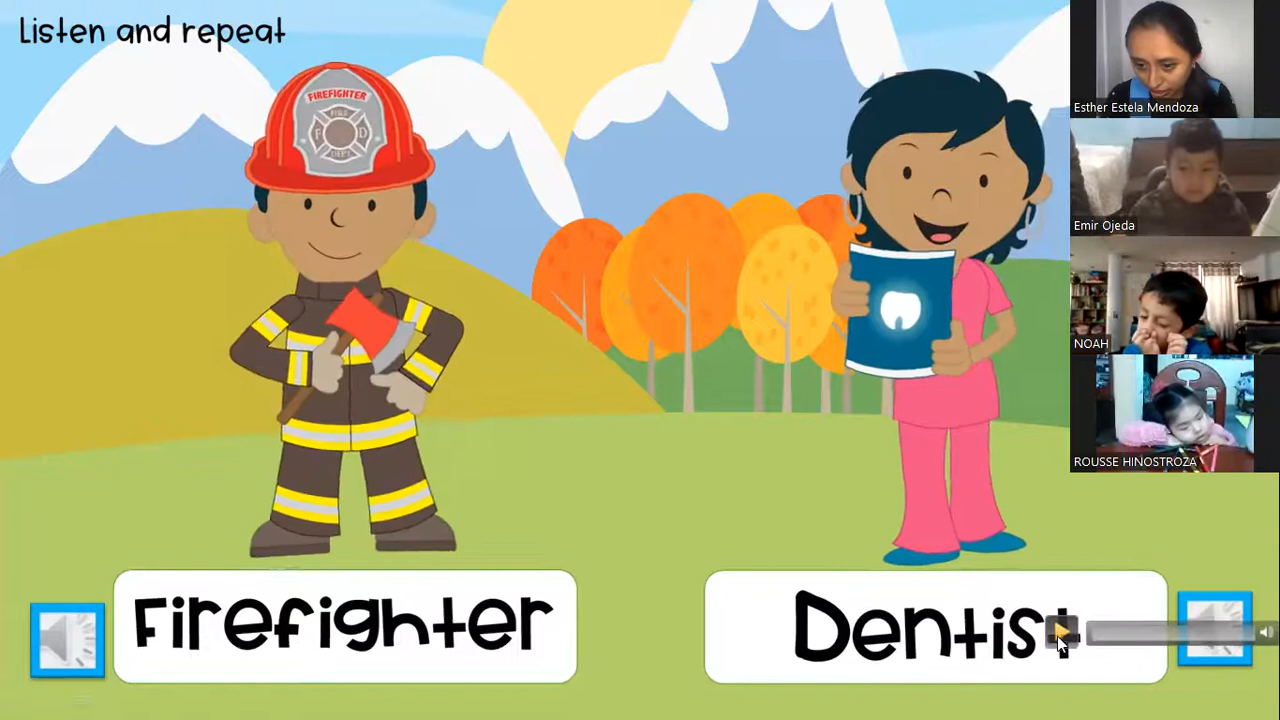 Listen and repeat
FIREFIGHTER
FIRE
F D
DEPT
Firefighter
Dentist
Esther Estela Mendoza
Emir Ojeda
NOAH
ROUSSE HINOSTROZA